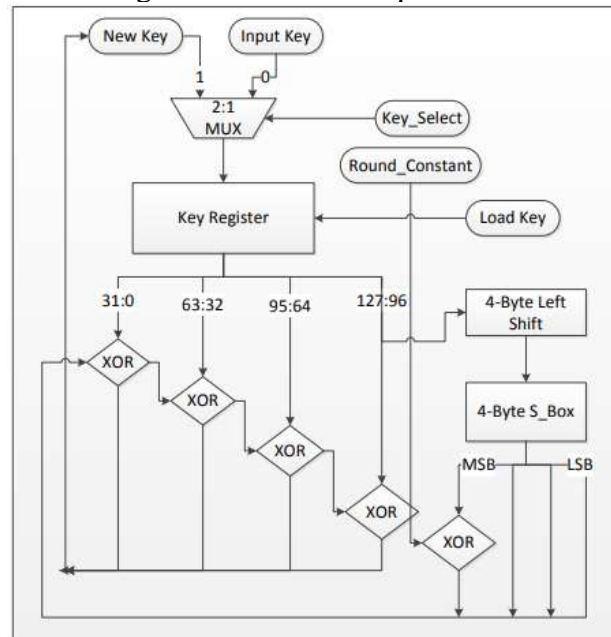 New Key
Input Key
1
0
2:1
MUX
Key_Select
Round_Constant
Key Register
Load Key
31:0
63:32
95:64
127:96
4-Byte Left
Shift
XOR
XOR
4-Byte S_Box
XOR
MSB
LSB
XOR
XOR